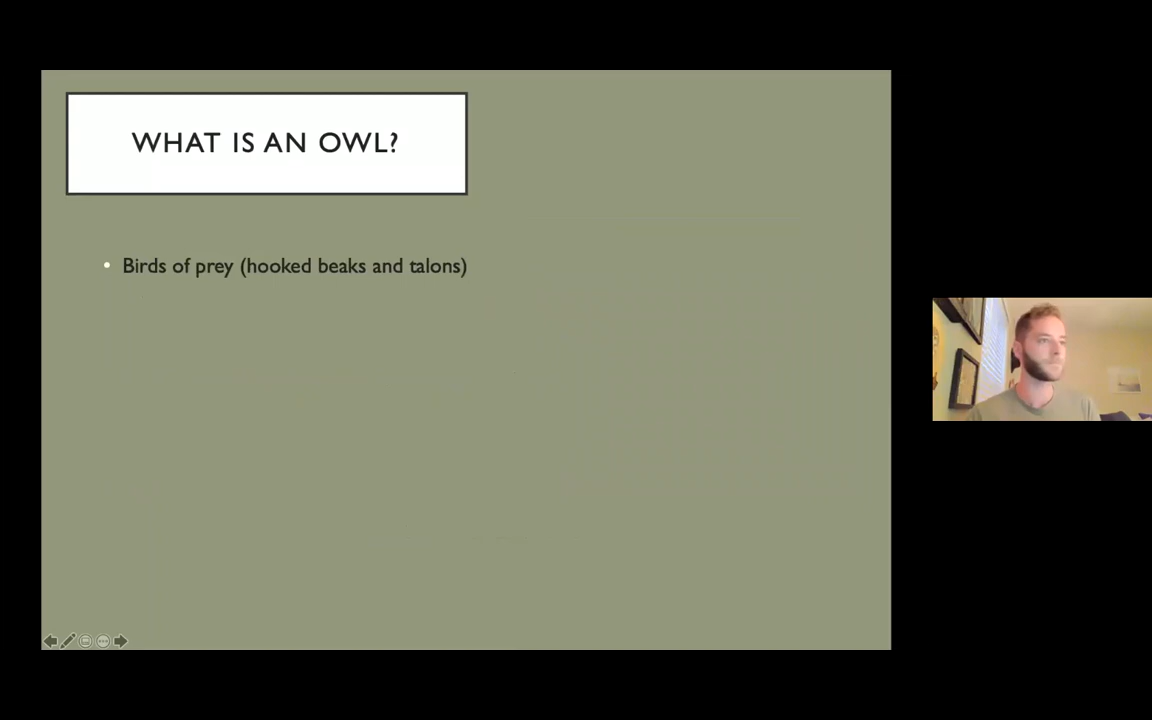 WHAT IS AN OWL?
• Birds of prey (hooked beaks and talons)